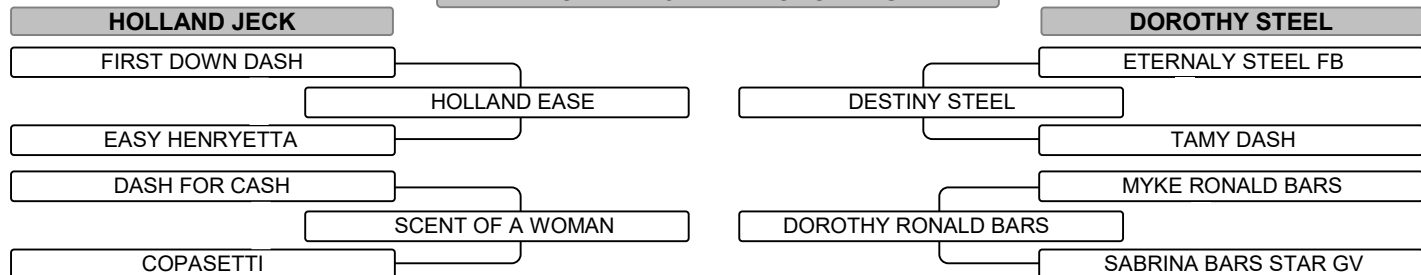 HOLLAND JECK
DOROTHY STEEL
FIRST DOWN DASH
ETERNALY STEEL FB
HOLLAND EASE
DESTINY STEEL
EASY HENRYETTA
TAMY DASH
DASH FOR CASH
MYKE RONALD BARS
SCENT OF A WOMAN
DOROTHY RONALD BARS
COPASETTI
SABRINA BARS STAR GV